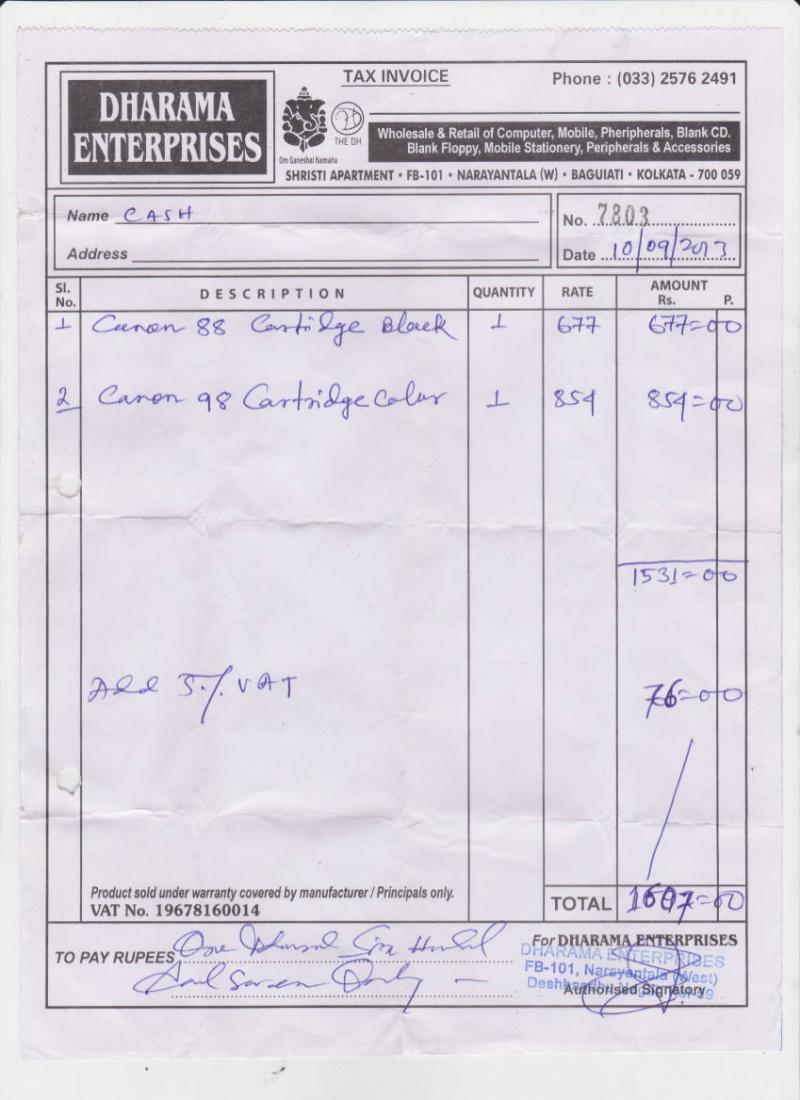 TAX INVOICE
Phone : (033) 2576 2491
DHARAMA
ENTERPRISES
Om Ganeshai Namaha
THE DH
Wholesale & Retail of Computer, Mobile, Pheripherals, Blank CD.
Blank Floppy, Mobile Stationery, Peripherals & Accessories
SHRISTI APARTMENT • FB-101 • NARAYANTALA (W) • BAGUIATI • KOLKATA - 700 059
Name CASH
No. 7803
Address
Date 10/09/2013
Sl. No. DESCRIPTION QUANTITY RATE AMOUNT Rs. P.
1 Canon 88 Cartidge Black 1 677 677=00
2 Canon 98 Cartridge Color 1 854 854=00
1531=00
Add 5% VAT 76=00
Product sold under warranty covered by manufacturer / Principals only.
VAT No. 19678160014
TOTAL 1607=00
TO PAY RUPEES One thousand Six Hundred
and Seven Only
For DHARAMA ENTERPRISES
DHARAMA ENTERPRISES
FB-101, Narayantala (West)
Authorised Signatory